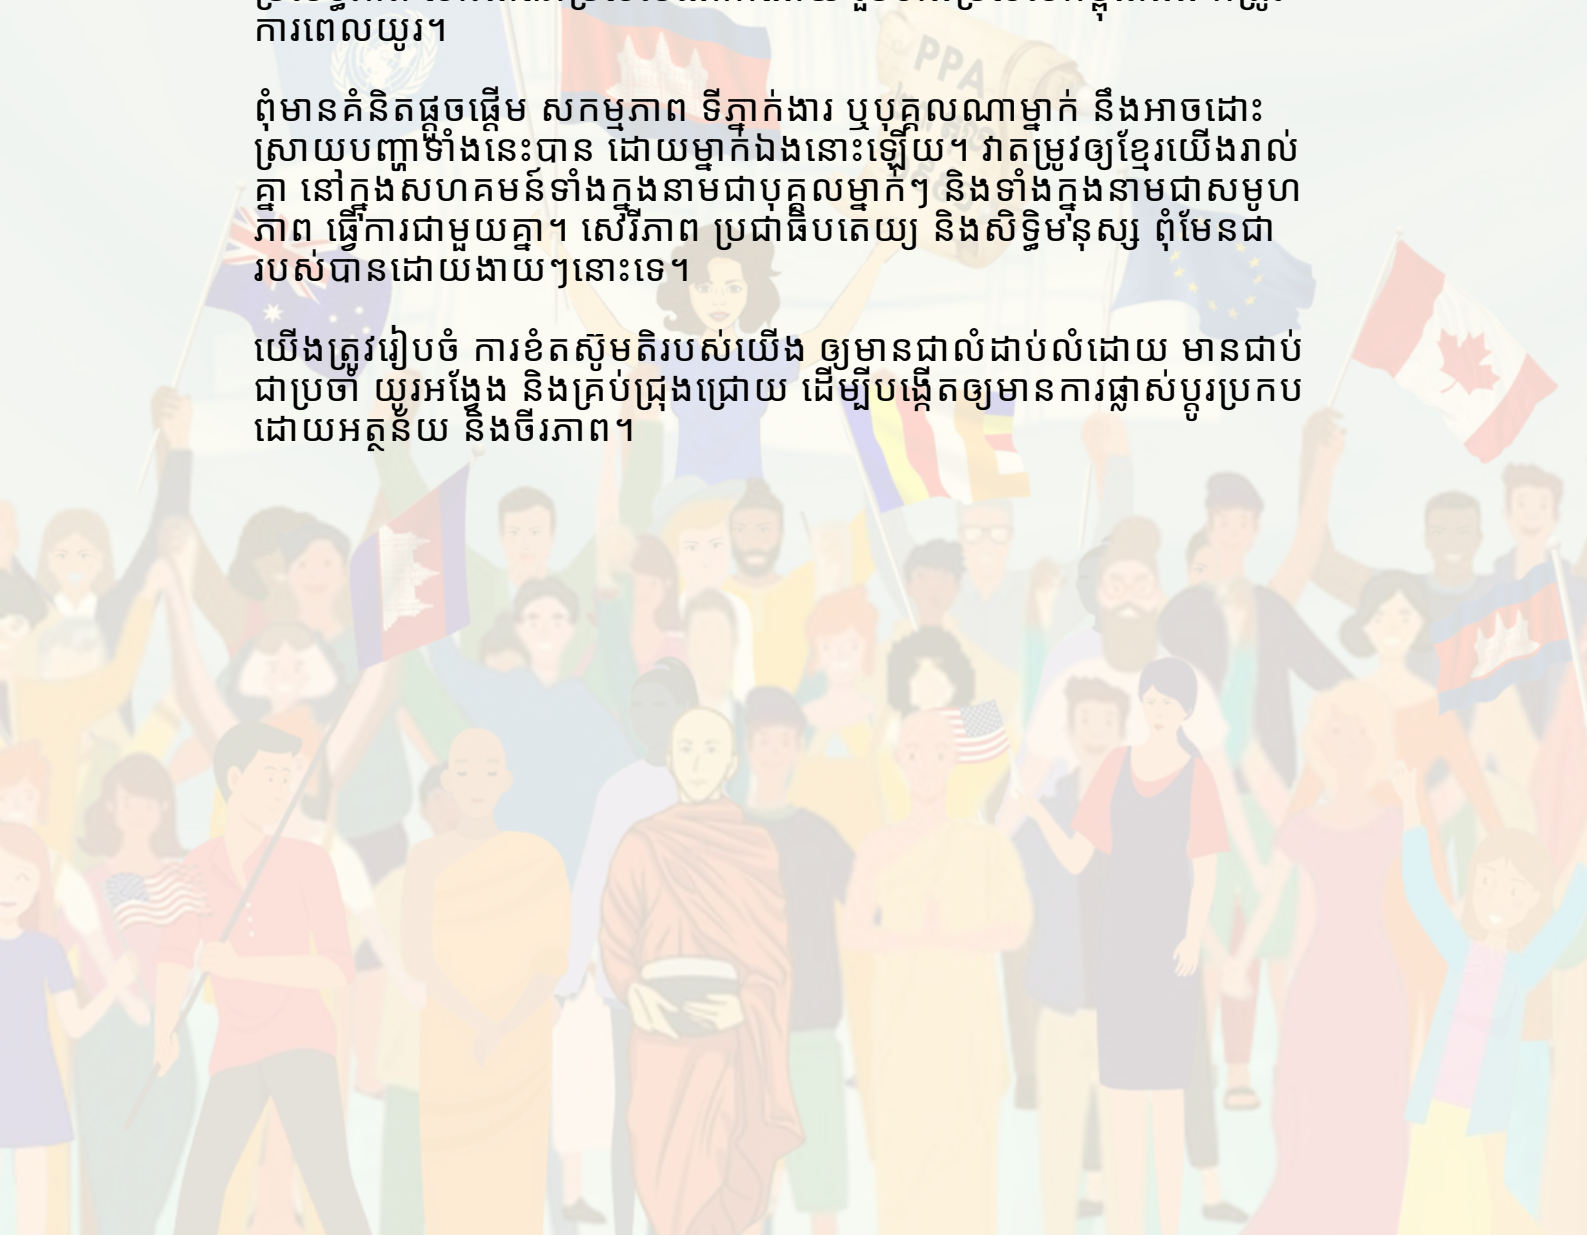 ការពេលយូរ។
PPA
ពុំមានគំនិតផ្តួចផ្តើម សកម្មភាព ទីភ្នាក់ងារ ឬបុគ្គលណាម្នាក់ នឹងអាចដោះ
ស្រាយបញ្ហាទាំងនេះបាន ដោយម្នាក់ឯងនោះឡើយ។ វាតម្រូវឲ្យខ្មែរយើងរាល់
គ្នា នៅក្នុងសហគមន៍ទាំងក្នុងនាមជាបុគ្គលម្នាក់ៗ និងទាំងក្នុងនាមជាសមូហ
ភាព ធ្វើការជាមួយគ្នា។ សេរីភាព ប្រជាធិបតេយ្យ និងសិទ្ធិមនុស្ស ពុំមែនជា
របស់បានដោយងាយៗនោះទេ។
យើងត្រូវរៀបចំ ការខំតស៊ូមតិរបស់យើង ឲ្យមានជាលំដាប់លំដោយ មានជាប់
ជាប្រចាំ យូរអង្វែង និងគ្រប់ជ្រុងជ្រោយ ដើម្បីបង្កើតឲ្យមានការផ្លាស់ប្តូរប្រកប
ដោយអត្ថន័យ និងចីរភាព។